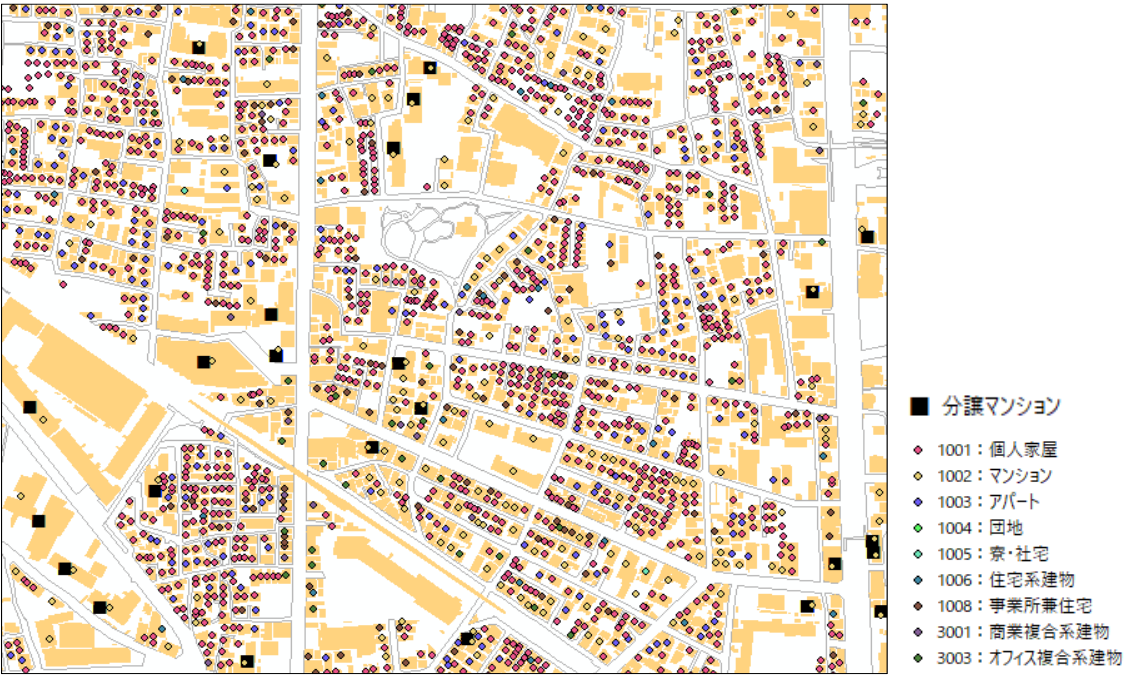 分譲マンション
1001：個人家屋
1002：マンション
1003：アパート
1004：団地
1005：寮・社宅
1006：住宅系建物
1008：事業所兼住宅
3001：商業複合系建物
3003：オフィス複合系建物